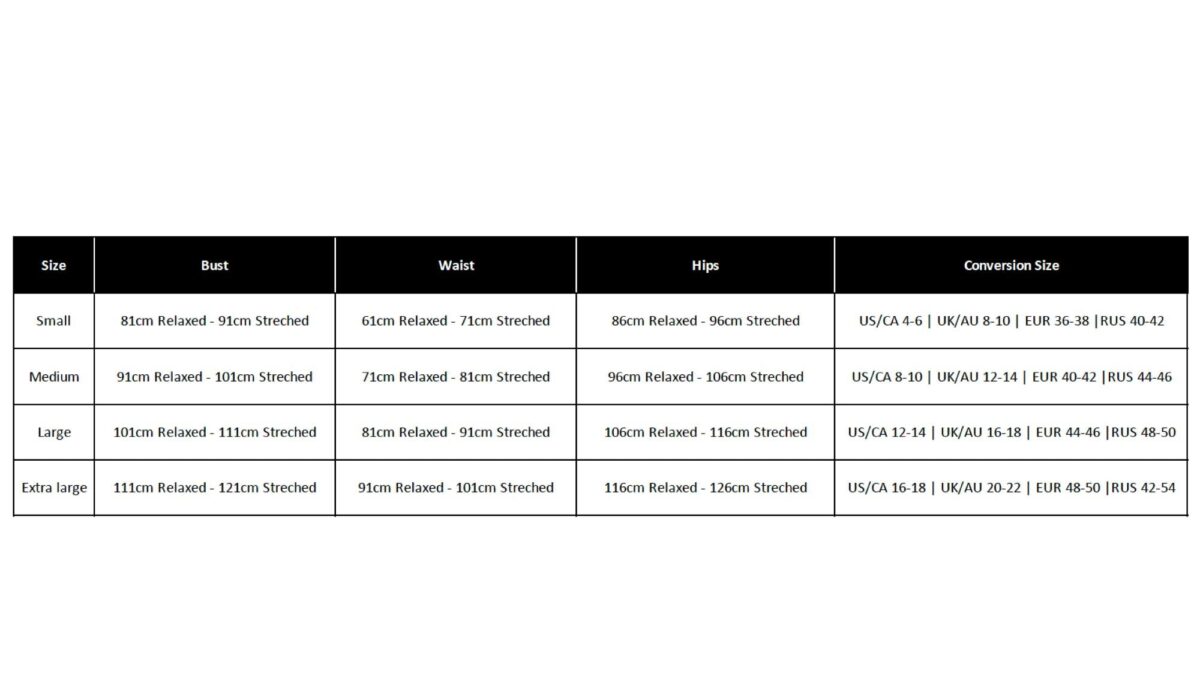 Size Bust Waist Hips Conversion Size
Small 81cm Relaxed - 91cm Streched 61cm Relaxed - 71cm Streched 86cm Relaxed - 96cm Streched US/CA 4-6 | UK/AU 8-10 | EUR 36-38 |RUS 40-42
Medium 91cm Relaxed - 101cm Streched 71cm Relaxed - 81cm Streched 96cm Relaxed - 106cm Streched US/CA 8-10 | UK/AU 12-14 | EUR 40-42 |RUS 44-46
Large 101cm Relaxed - 111cm Streched 81cm Relaxed - 91cm Streched 106cm Relaxed - 116cm Streched US/CA 12-14 | UK/AU 16-18 | EUR 44-46 |RUS 48-50
Extra large 111cm Relaxed - 121cm Streched 91cm Relaxed - 101cm Streched 116cm Relaxed - 126cm Streched US/CA 16-18 | UK/AU 20-22 | EUR 48-50 |RUS 42-54